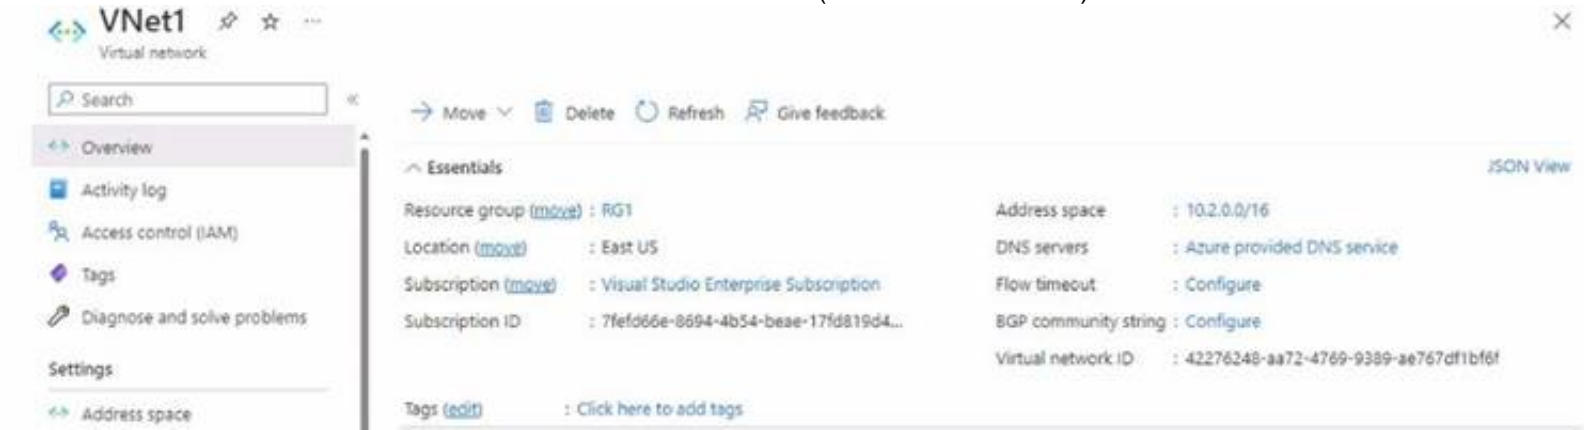 VNet1
Virtual network
Search
Overview
Activity log
Access control (IAM)
Tags
Diagnose and solve problems
Settings
Address space
Move Delete Refresh Give feedback
Essentials
JSON View
Resource group (move) : RG1
Location (move) : East US
Subscription (move) : Visual Studio Enterprise Subscription
Subscription ID : 7fefd66e-8694-4b54-beae-17fd819d4...
Address space : 10.2.0.0/16
DNS servers : Azure provided DNS service
Flow timeout : Configure
BGP community string : Configure
Virtual network ID : 42276248-aa72-4769-9389-ae767df1bf6f
Tags (edit) : Click here to add tags